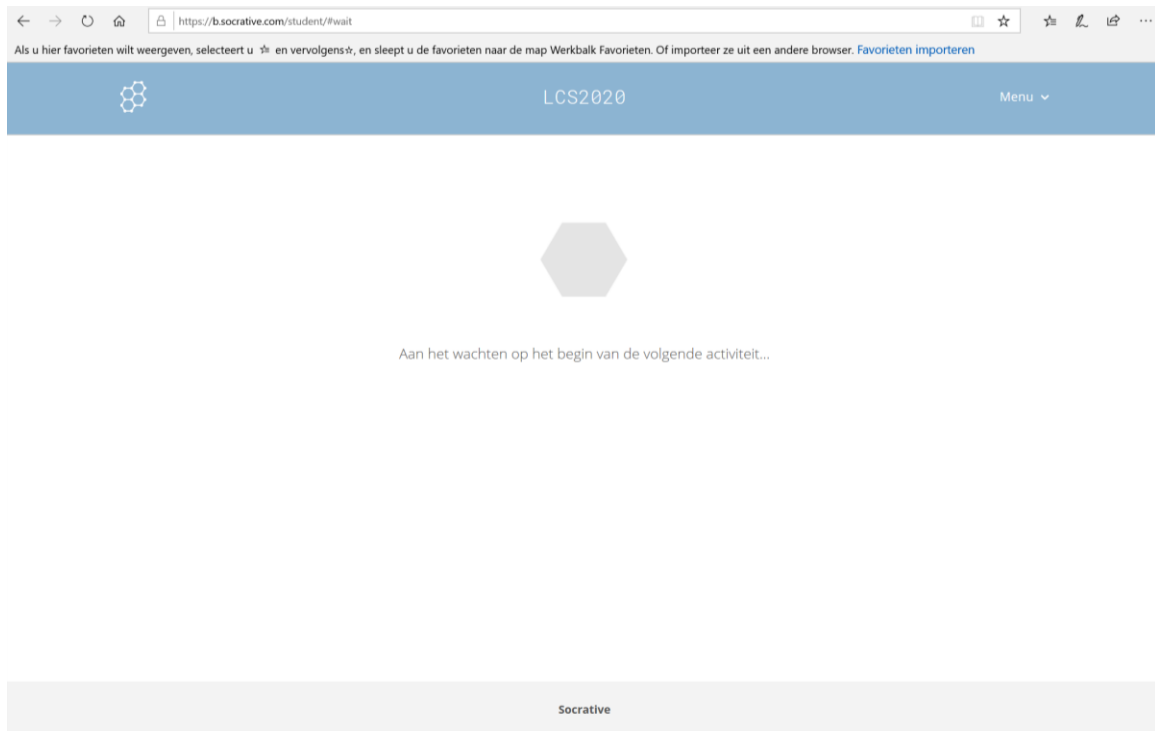 https://b.socrative.com/student/#wait
Als u hier favorieten wilt weergeven, selecteert u en vervolgens, en sleept u de favorieten naar de map Werkbalk Favorieten. Of importeer ze uit een andere browser. Favorieten importeren
LCS2020
Menu
Aan het wachten op het begin van de volgende activiteit...
Socrative